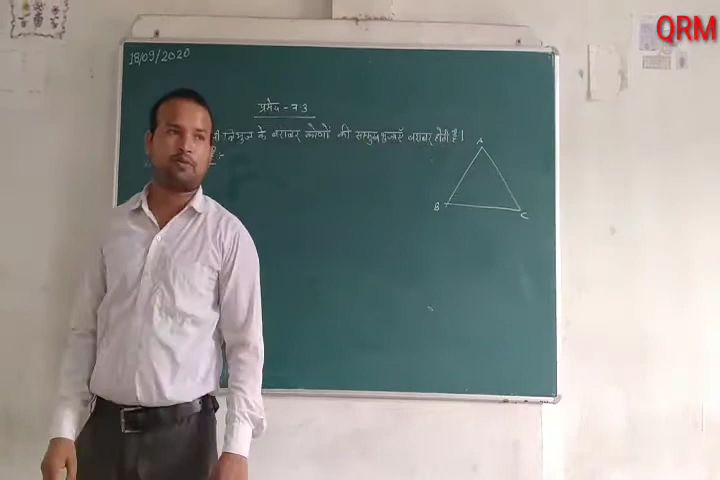 QRM
18/09/2020
प्रमेय - 7.3
त्रिभुज के बराबर कोणों की सम्मुख भुजाएँ बराबर होती है।
:-
A
B
C